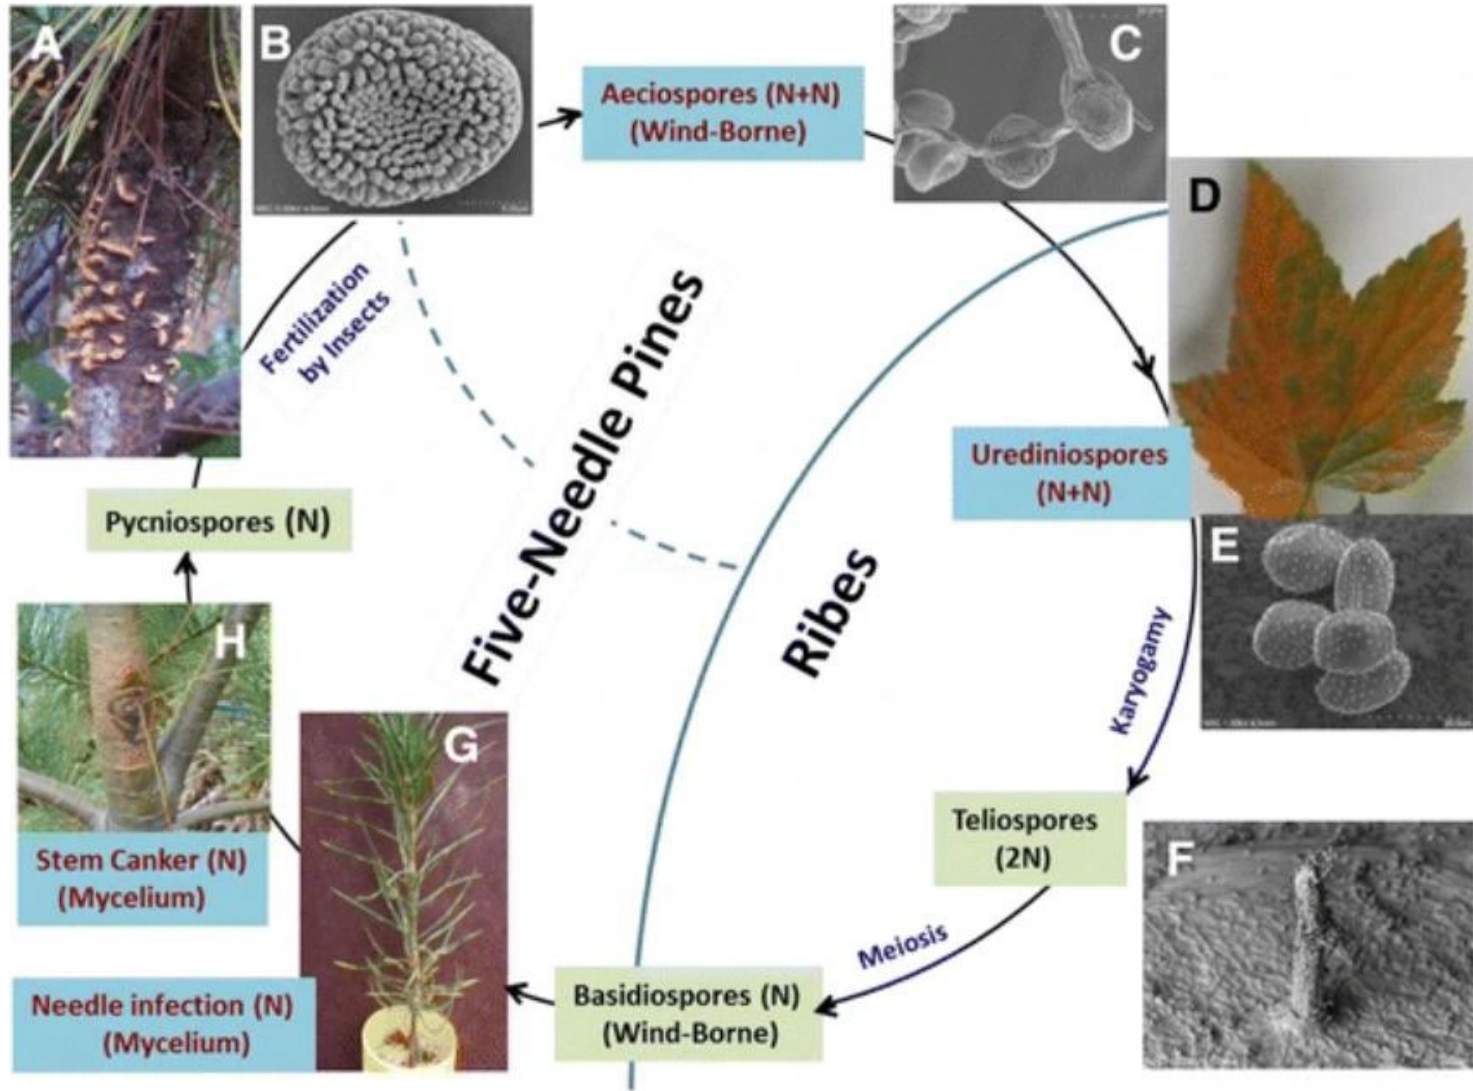 A
B
Aeciospores (N+N)
(Wind-Borne)
C
D
Fertilization
by Insects
Five-Needle Pines
Ribes
Urediniospores
(N+N)
E
Pycniospores (N)
Karyogamy
H
G
Teliospores
(2N)
F
Stem Canker (N)
(Mycelium)
Meiosis
Needle infection (N)
(Mycelium)
Basidiospores (N)
(Wind-Borne)